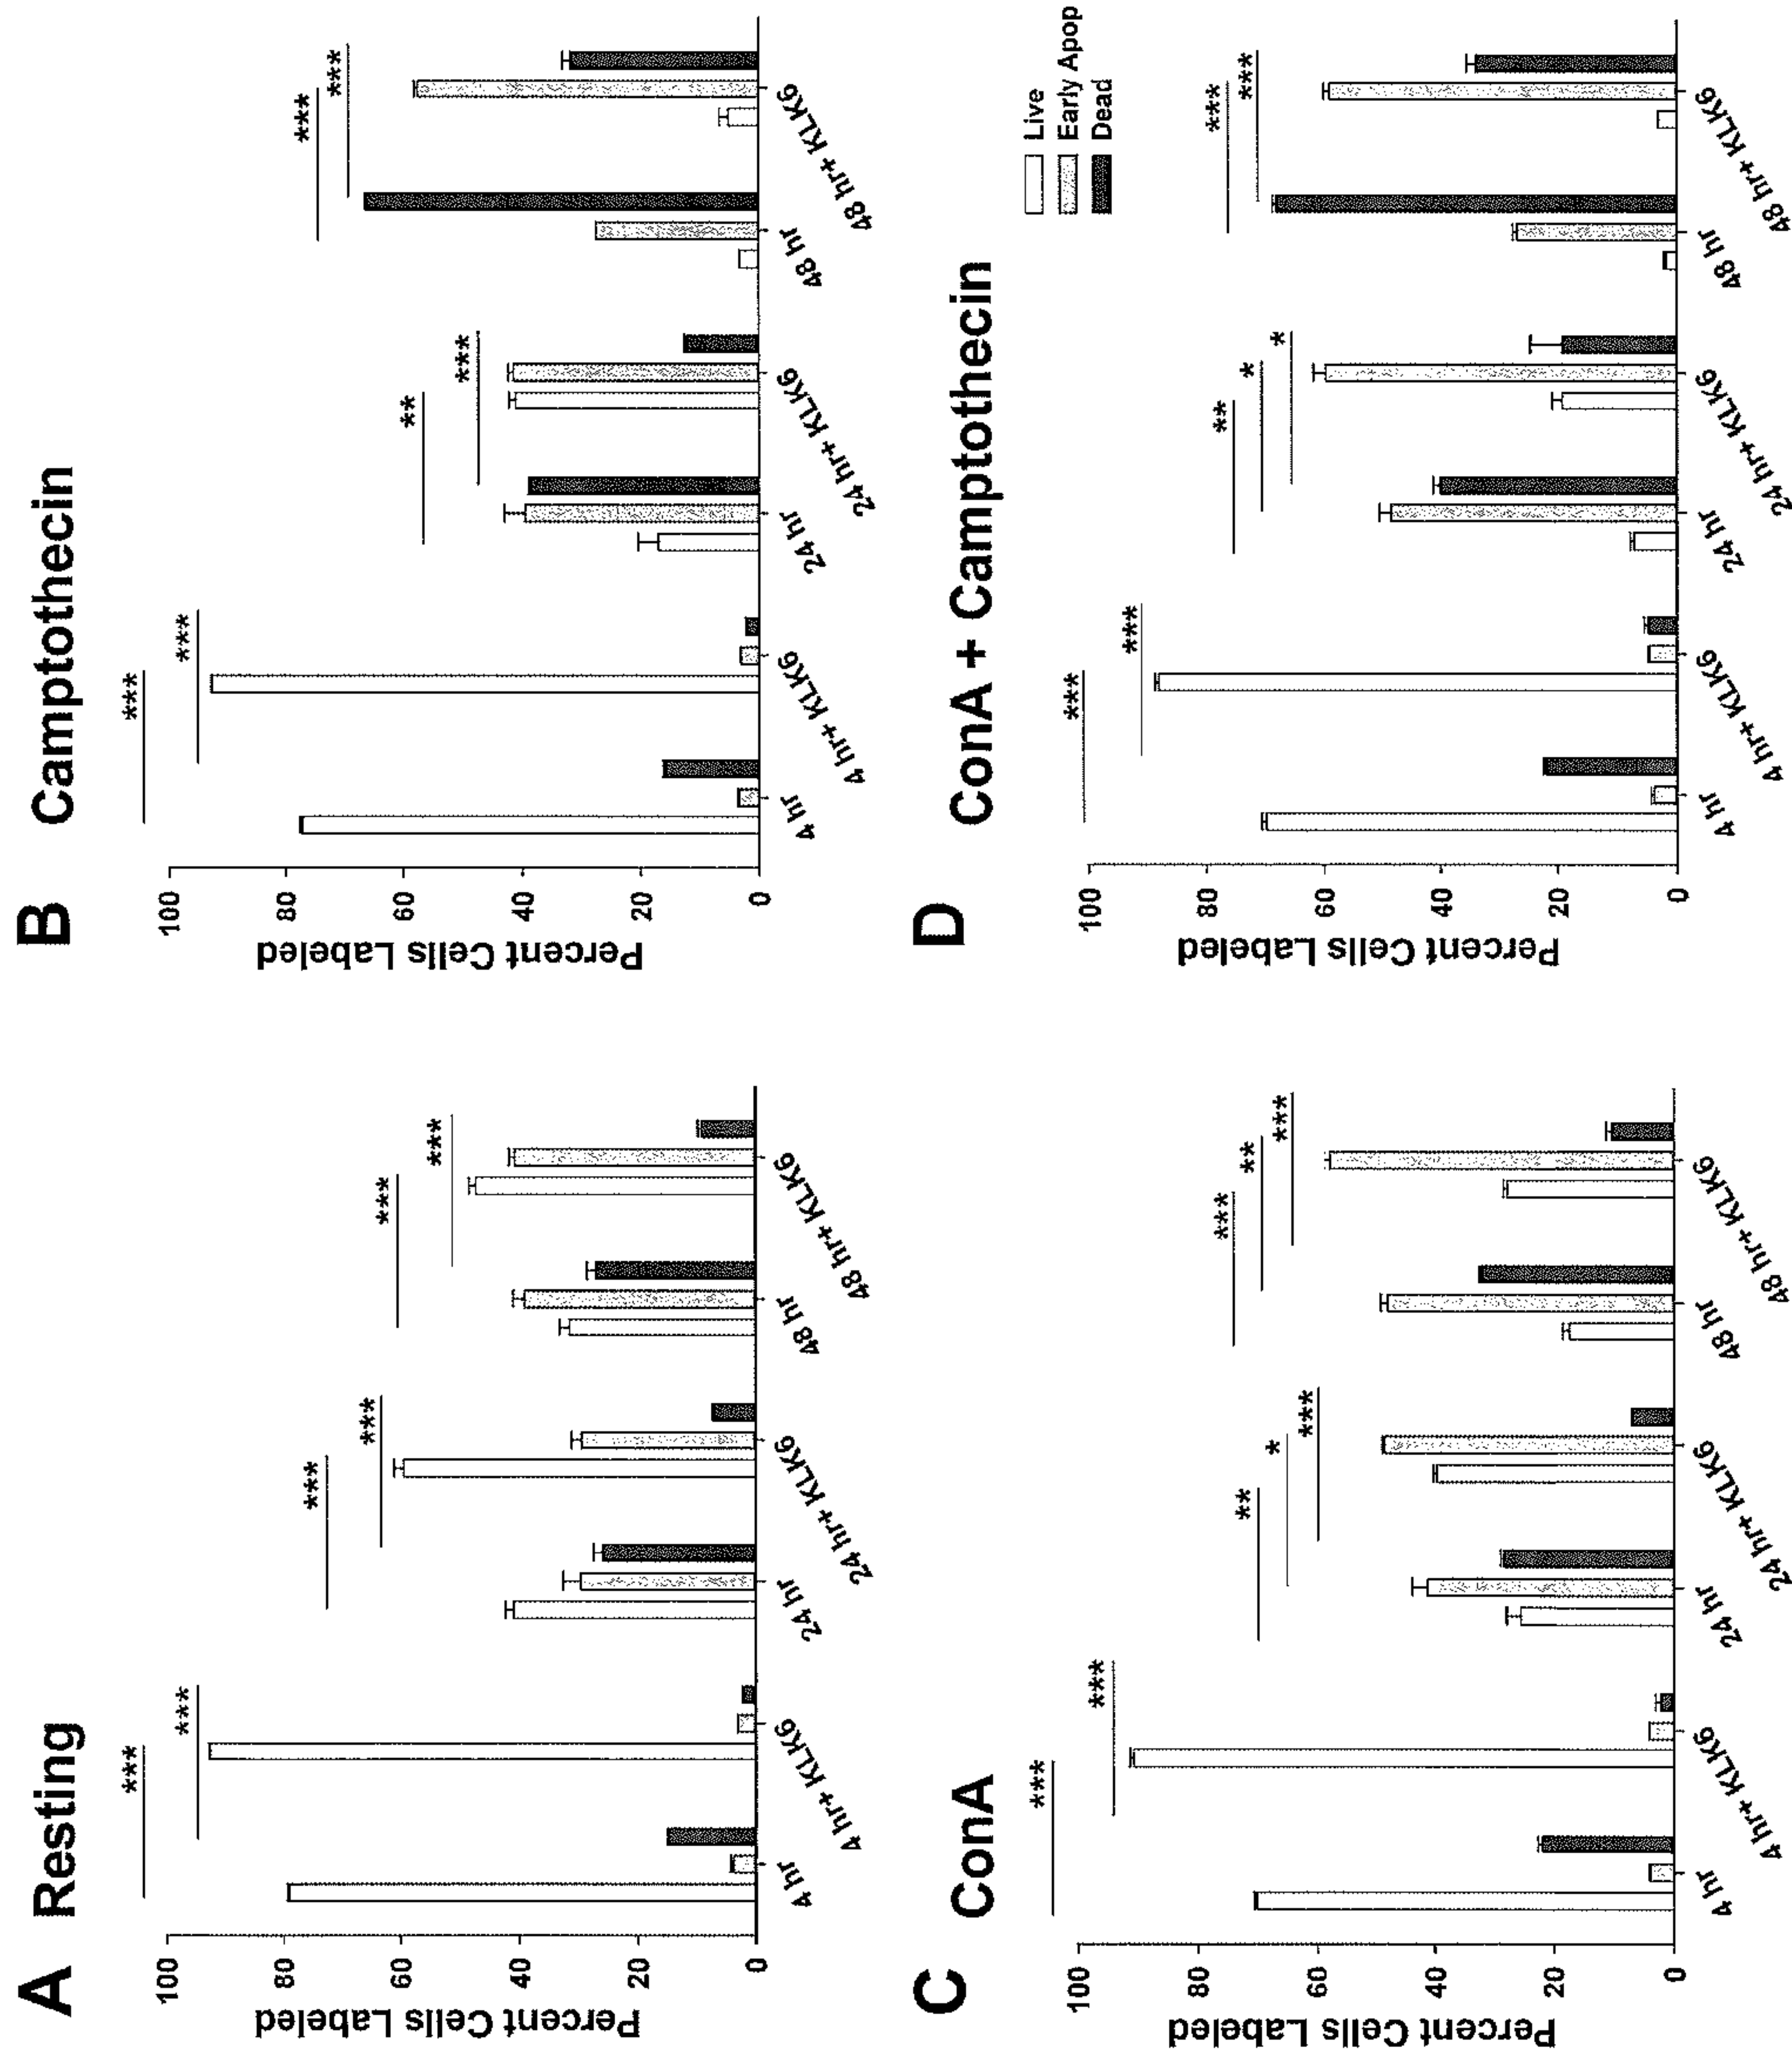 A Resting
Percent Cells Labeled
100
80
60
40
20
0
***
***
***
***
***
***
4 hr
4 hr+ KLK6
24 hr
24 hr+ KLK6
48 hr
48 hr+ KLK6
B Camptothecin
Percent Cells Labeled
100
80
60
40
20
0
***
***
**
***
***
***
4 hr
4 hr+ KLK6
24 hr
24 hr+ KLK6
48 hr
48 hr+ KLK6
C ConA
Percent Cells Labeled
100
80
60
40
20
0
***
***
**
*
***
***
**
***
4 hr
4 hr+ KLK6
24 hr
24 hr+ KLK6
48 hr
48 hr+ KLK6
D ConA + Camptothecin
Live
Early Apop
Dead
Percent Cells Labeled
100
80
60
40
20
0
***
***
**
*
*
***
***
4 hr
4 hr+ KLK6
24 hr
24 hr+ KLK6
48 hr
48 hr+ KLK6